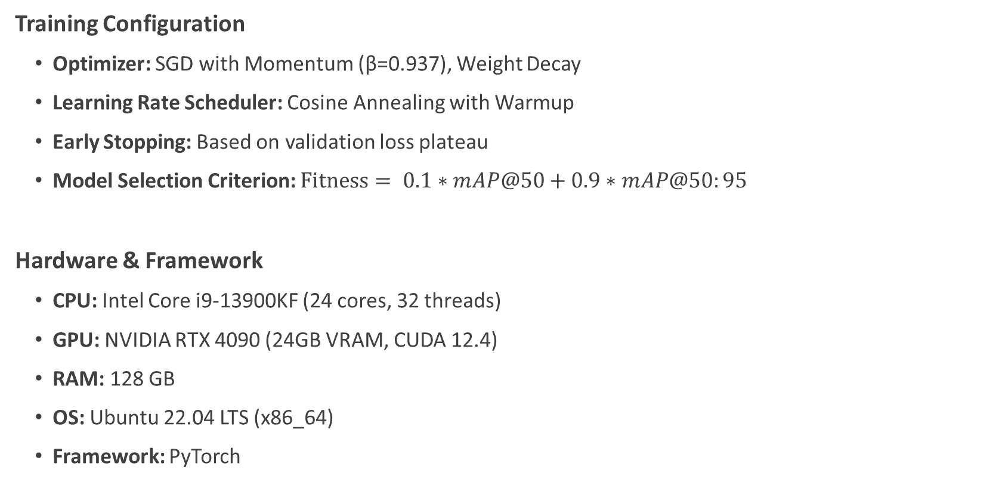 Training Configuration
• Optimizer: SGD with Momentum (β=0.937), Weight Decay
• Learning Rate Scheduler: Cosine Annealing with Warmup
• Early Stopping: Based on validation loss plateau
• Model Selection Criterion: Fitness = 0.1 * mAP@50 + 0.9 * mAP@50:95
Hardware & Framework
• CPU: Intel Core i9-13900KF (24 cores, 32 threads)
• GPU: NVIDIA RTX 4090 (24GB VRAM, CUDA 12.4)
• RAM: 128 GB
• OS: Ubuntu 22.04 LTS (x86_64)
• Framework: PyTorch